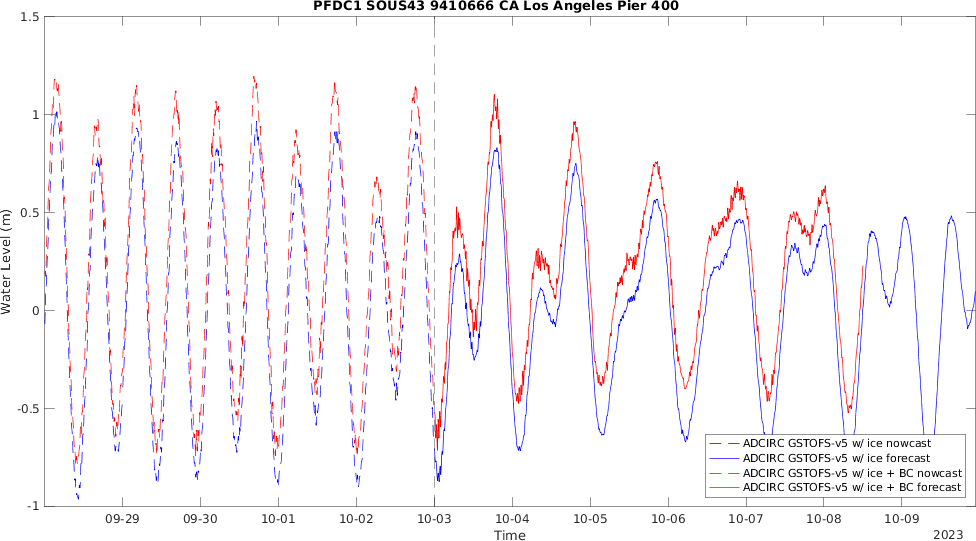 PFDC1 SOUS43 9410666 CA Los Angeles Pier 400
1.5
1
0.5
0
-0.5
-1
Water Level (m)
09-29 09-30 10-01 10-02 10-03 10-04 10-05 10-06 10-07 10-08 10-09
Time
2023
ADCIRC GSTOFS-v5 w/ ice nowcast
ADCIRC GSTOFS-v5 w/ ice forecast
ADCIRC GSTOFS-v5 w/ ice + BC nowcast
ADCIRC GSTOFS-v5 w/ ice + BC forecast